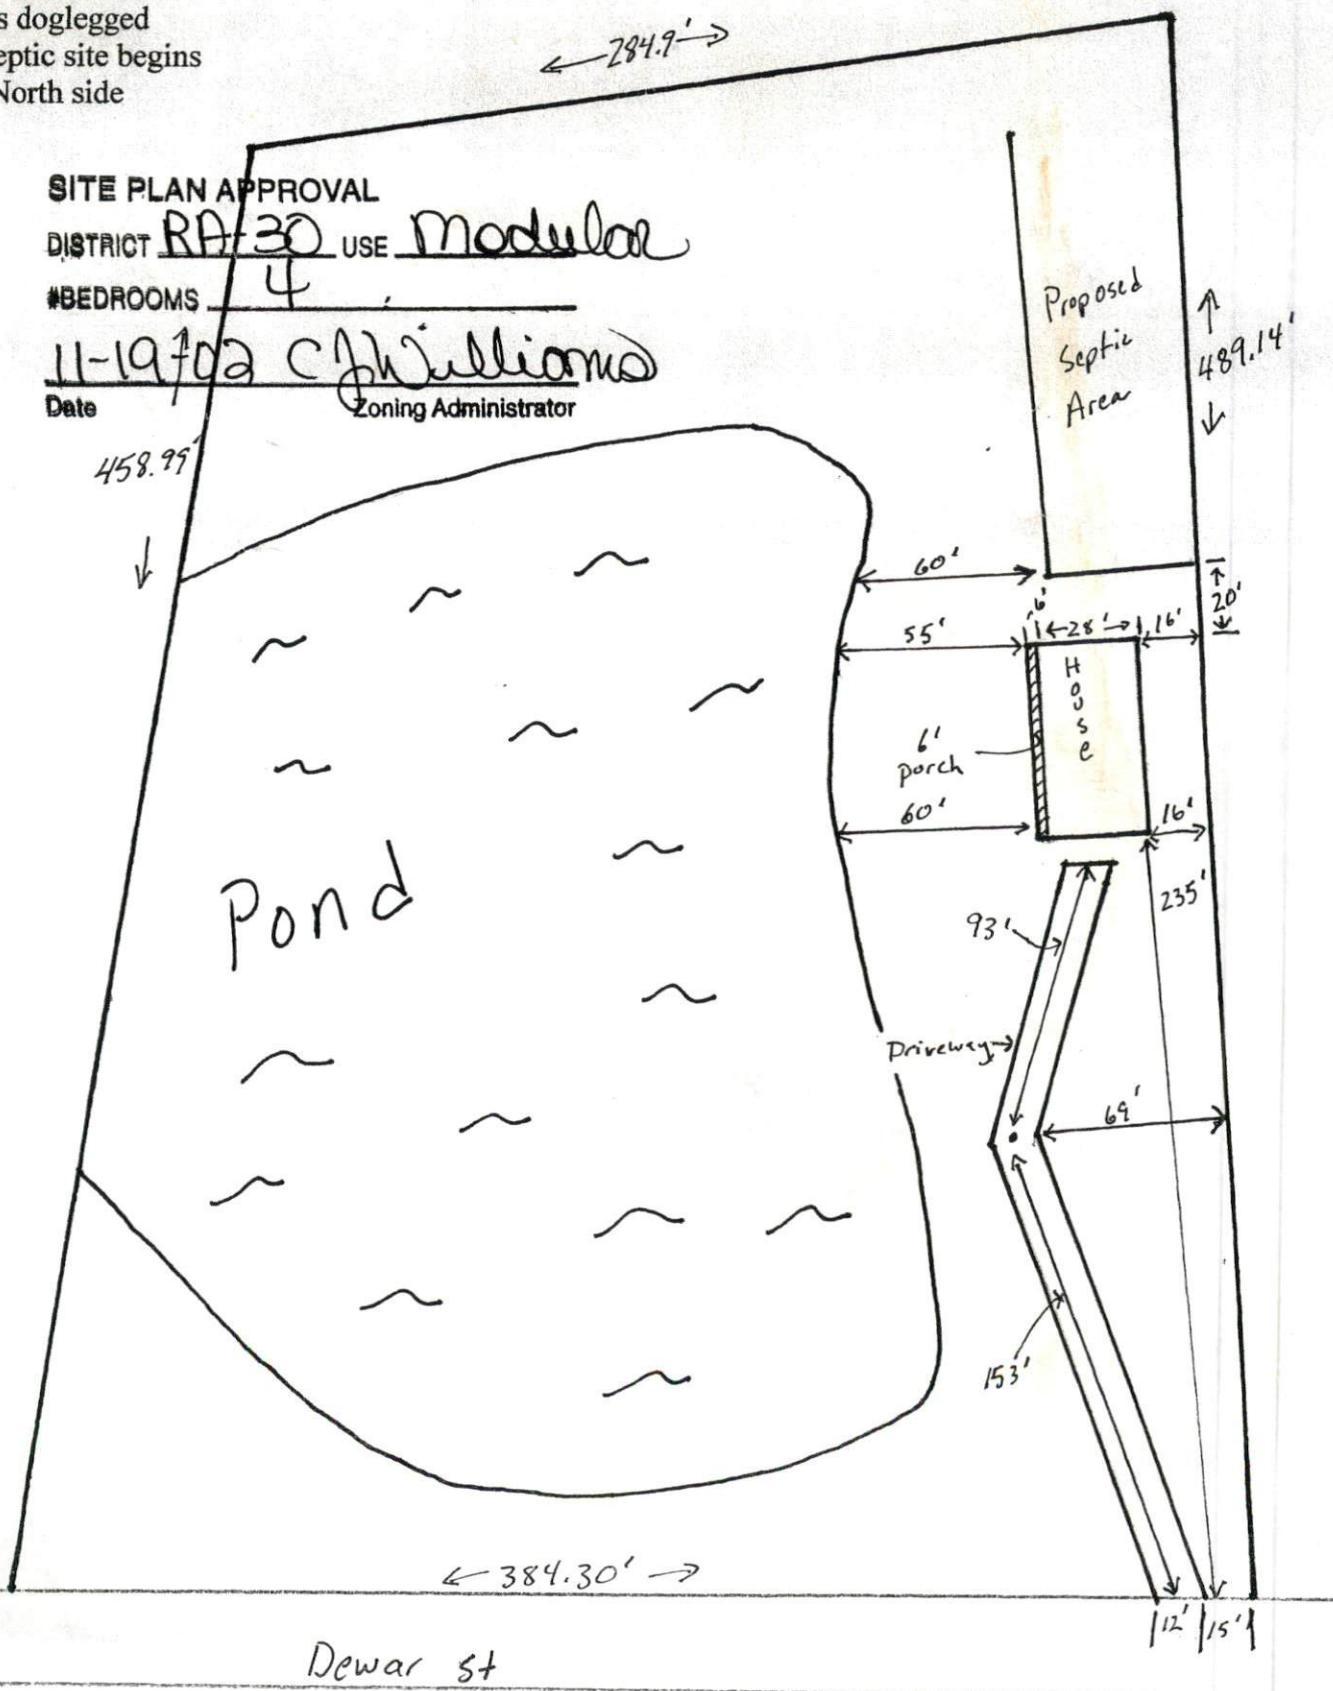 s doglegged
eptic site begins
North side
284.9'
SITE PLAN APPROVAL
DISTRICT RA-30 USE Modular
#BEDROOMS 4
11-19-02 CJ Williams
Date Zoning Administrator
458.99'
Proposed
Septic
Area
489.14'
60'
20'
6'
28'
16'
55'
House
6'
porch
60'
16'
235'
93'
Pond
Driveway
69'
153'
384.30'
12'
15'
Dewar St